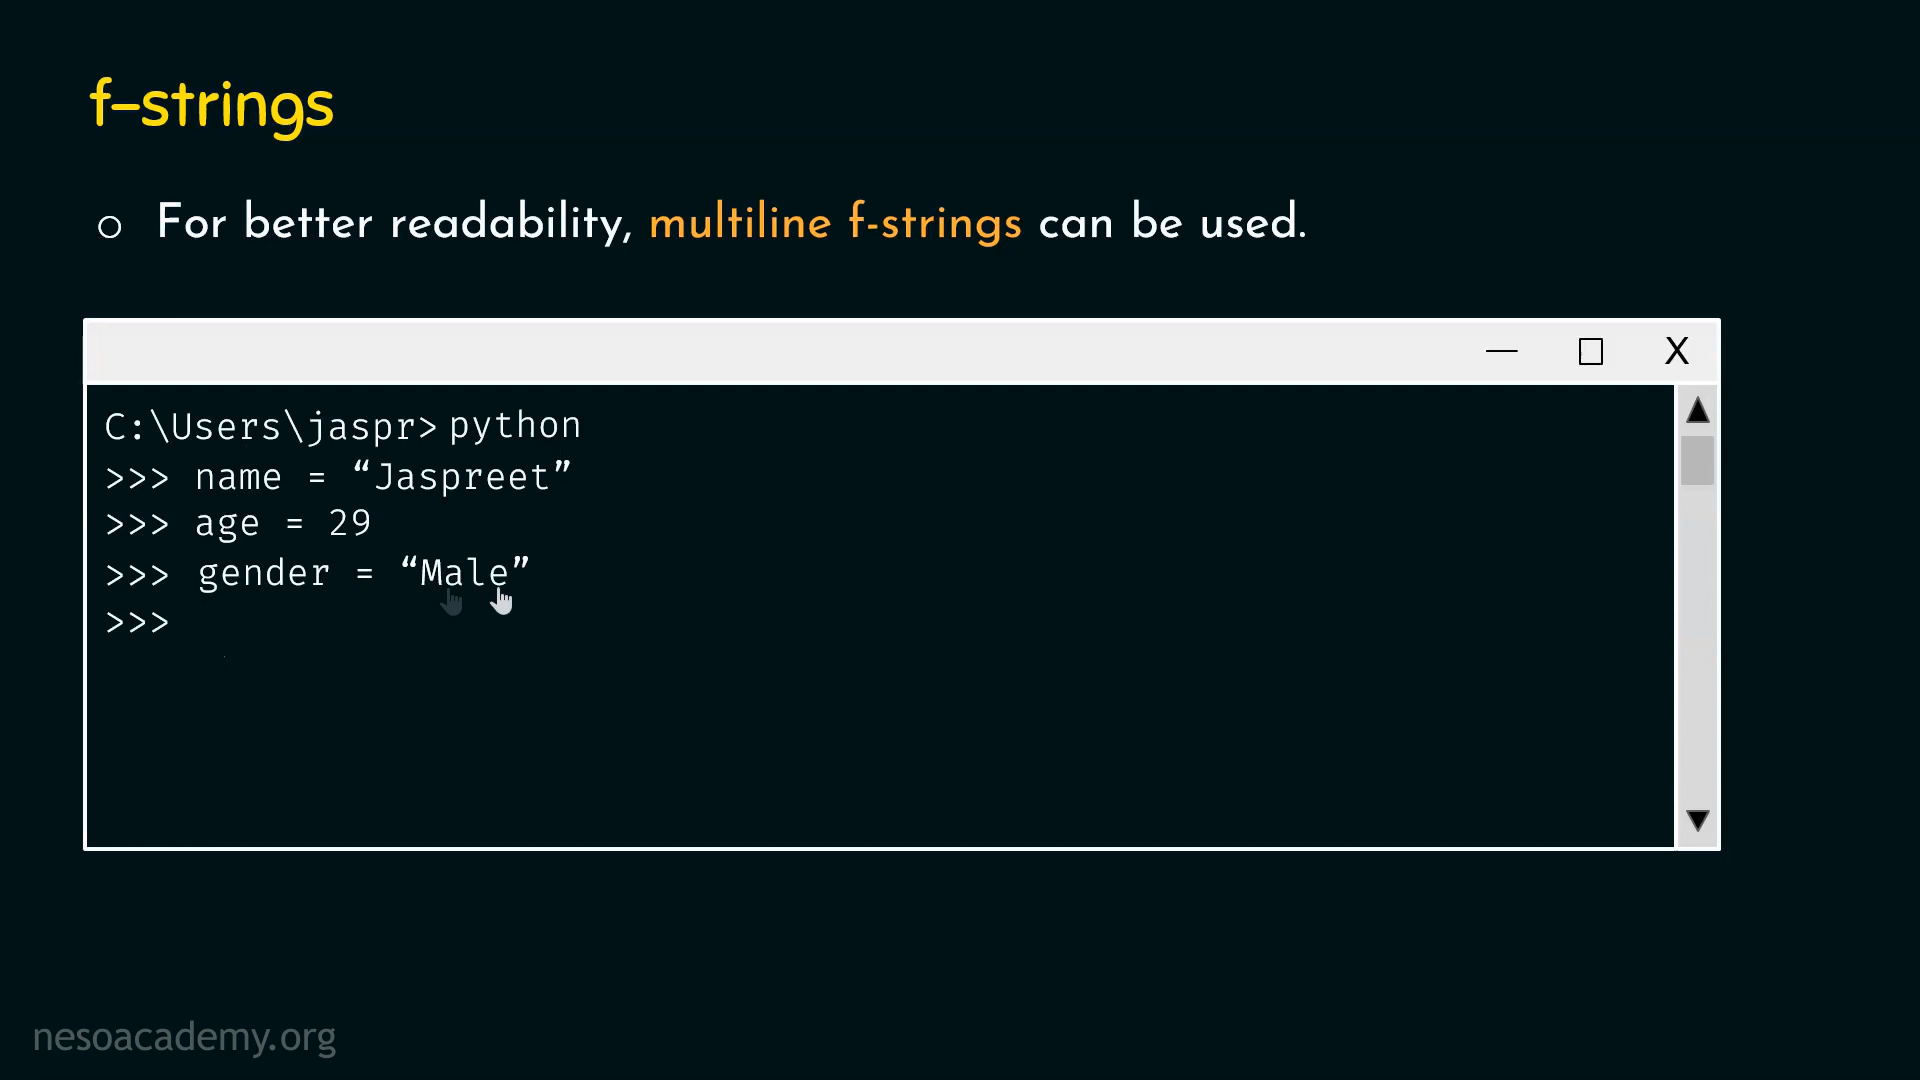 f-strings
○ For better readability, multiline f-strings can be used.
X
C:\Users\jaspr> python
>>> name = “Jaspreet”
>>> age = 29
>>> gender = “Male”
>>>
nesoacademy.org